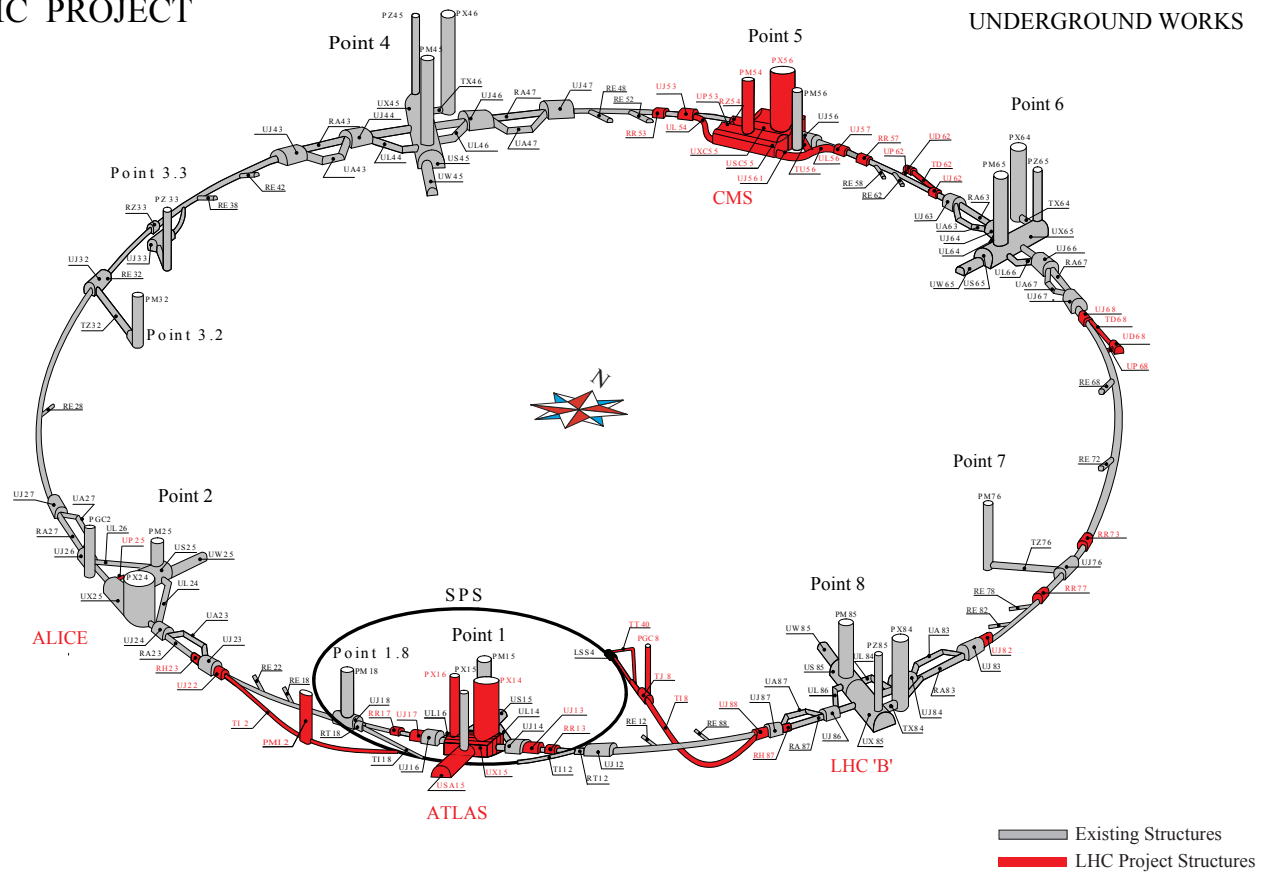 IC PROJECT
UNDERGROUND WORKS
PZ45
PX46
Point 4
PM45
TX46
UX45
UJ46
RA47
UJ47
RE48
RE52
RA43
UJ44
UJ43
UA43
UL44
UL46
UA47
US45
UW45
Point 5
PX56
PM54
PM56
UJ53
UP53
RZ54
RR53
UL54
UXC55
USC55
UJ561
TU56
UL56
UJ56
UJ57
RR57
CMS
RE58
RE62
UP62
UD62
TD62
UJ62
Point 6
PX64
PM65
PZ65
TX64
RA63
UJ63
UA63
UJ64
UL64
UX65
UW65
US65
UL66
UJ66
RA67
UA67
UJ67
UJ68
TD68
UD68
UP68
RE68
Point 3.3
RE42
RE38
RZ33
PZ33
UJ33
UJ32
RE32
PM32
TZ32
Point 3.2
N
RE28
RE72
Point 7
PM76
RR73
TZ76
UJ76
RR77
RE78
RE82
UJ82
UJ27
UA27
Point 2
PGC2
RA27
UL26
UP25
PM25
US25
UW25
UJ26
PX24
UX25
UL24
ALICE
UA23
UJ24
RA23
UJ23
RH23
UJ22
RE22
RE18
TI2
PMI2
SPS
Point 1
Point 1.8
PM18
PX16
PX15
PM15
PX14
UJ18
RR17
UJ17
UL16
US15
UL14
UJ13
RT18
UJ14
RR13
TI18
UJ16
USA15
UX15
TI12
RT12
UJ12
ATLAS
TT40
LSS4
PGC8
TJ8
TI8
RE12
RE88
Point 8
PM85
UW85
PZ85
PX84
UA83
US85
UL84
UJ83
RA83
UA87
UL86
UJ88
UJ87
UJ84
TX84
RH87
RA87
UJ86
UX85
LHC 'B'
Existing Structures
LHC Project Structures